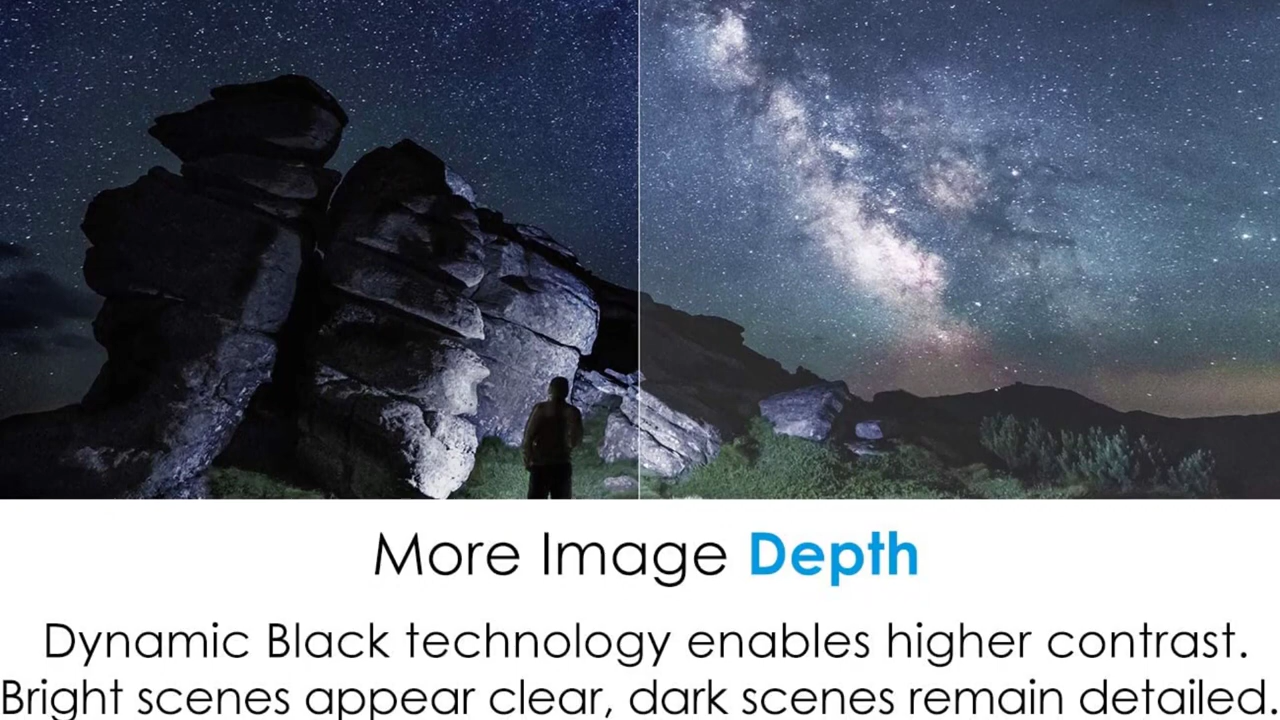 More Image Depth
Dynamic Black technology enables higher contrast.
Bright scenes appear clear, dark scenes remain detailed.